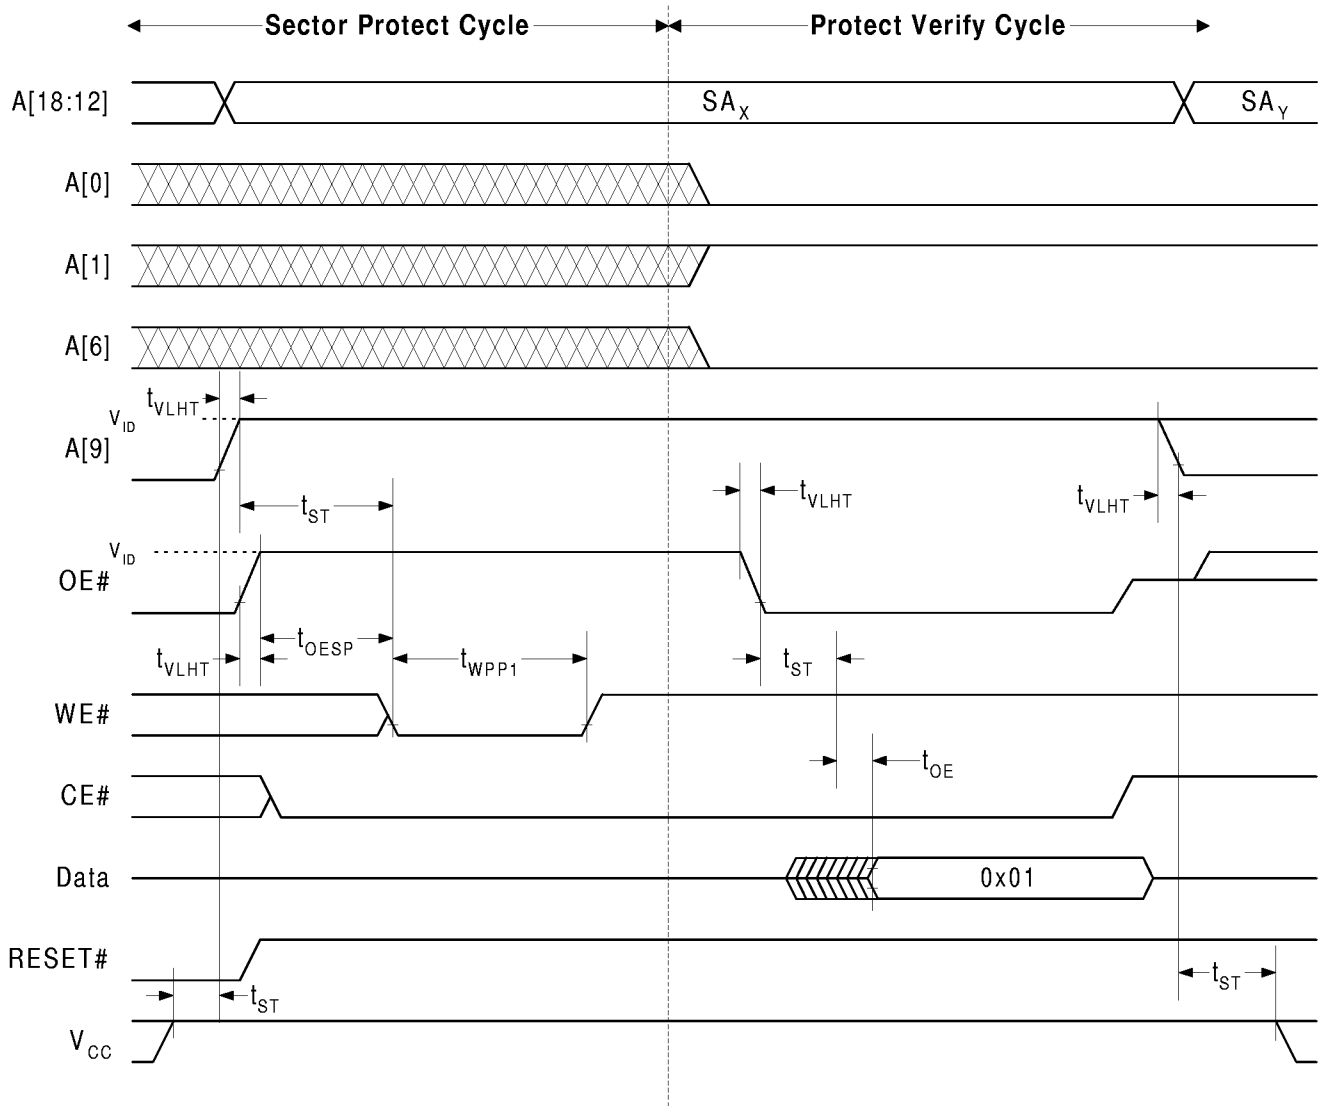 Sector Protect Cycle Protect Verify Cycle
A[18:12] SAX SAY
A[0]
A[1]
A[6]
tVLHT
VID
A[9]
tVLHT tVLHT
tST
VID
OE#
tOESP
tVLHT tWPP1 tST
WE#
tOE
CE#
Data 0x01
RESET#
tST tST
VCC